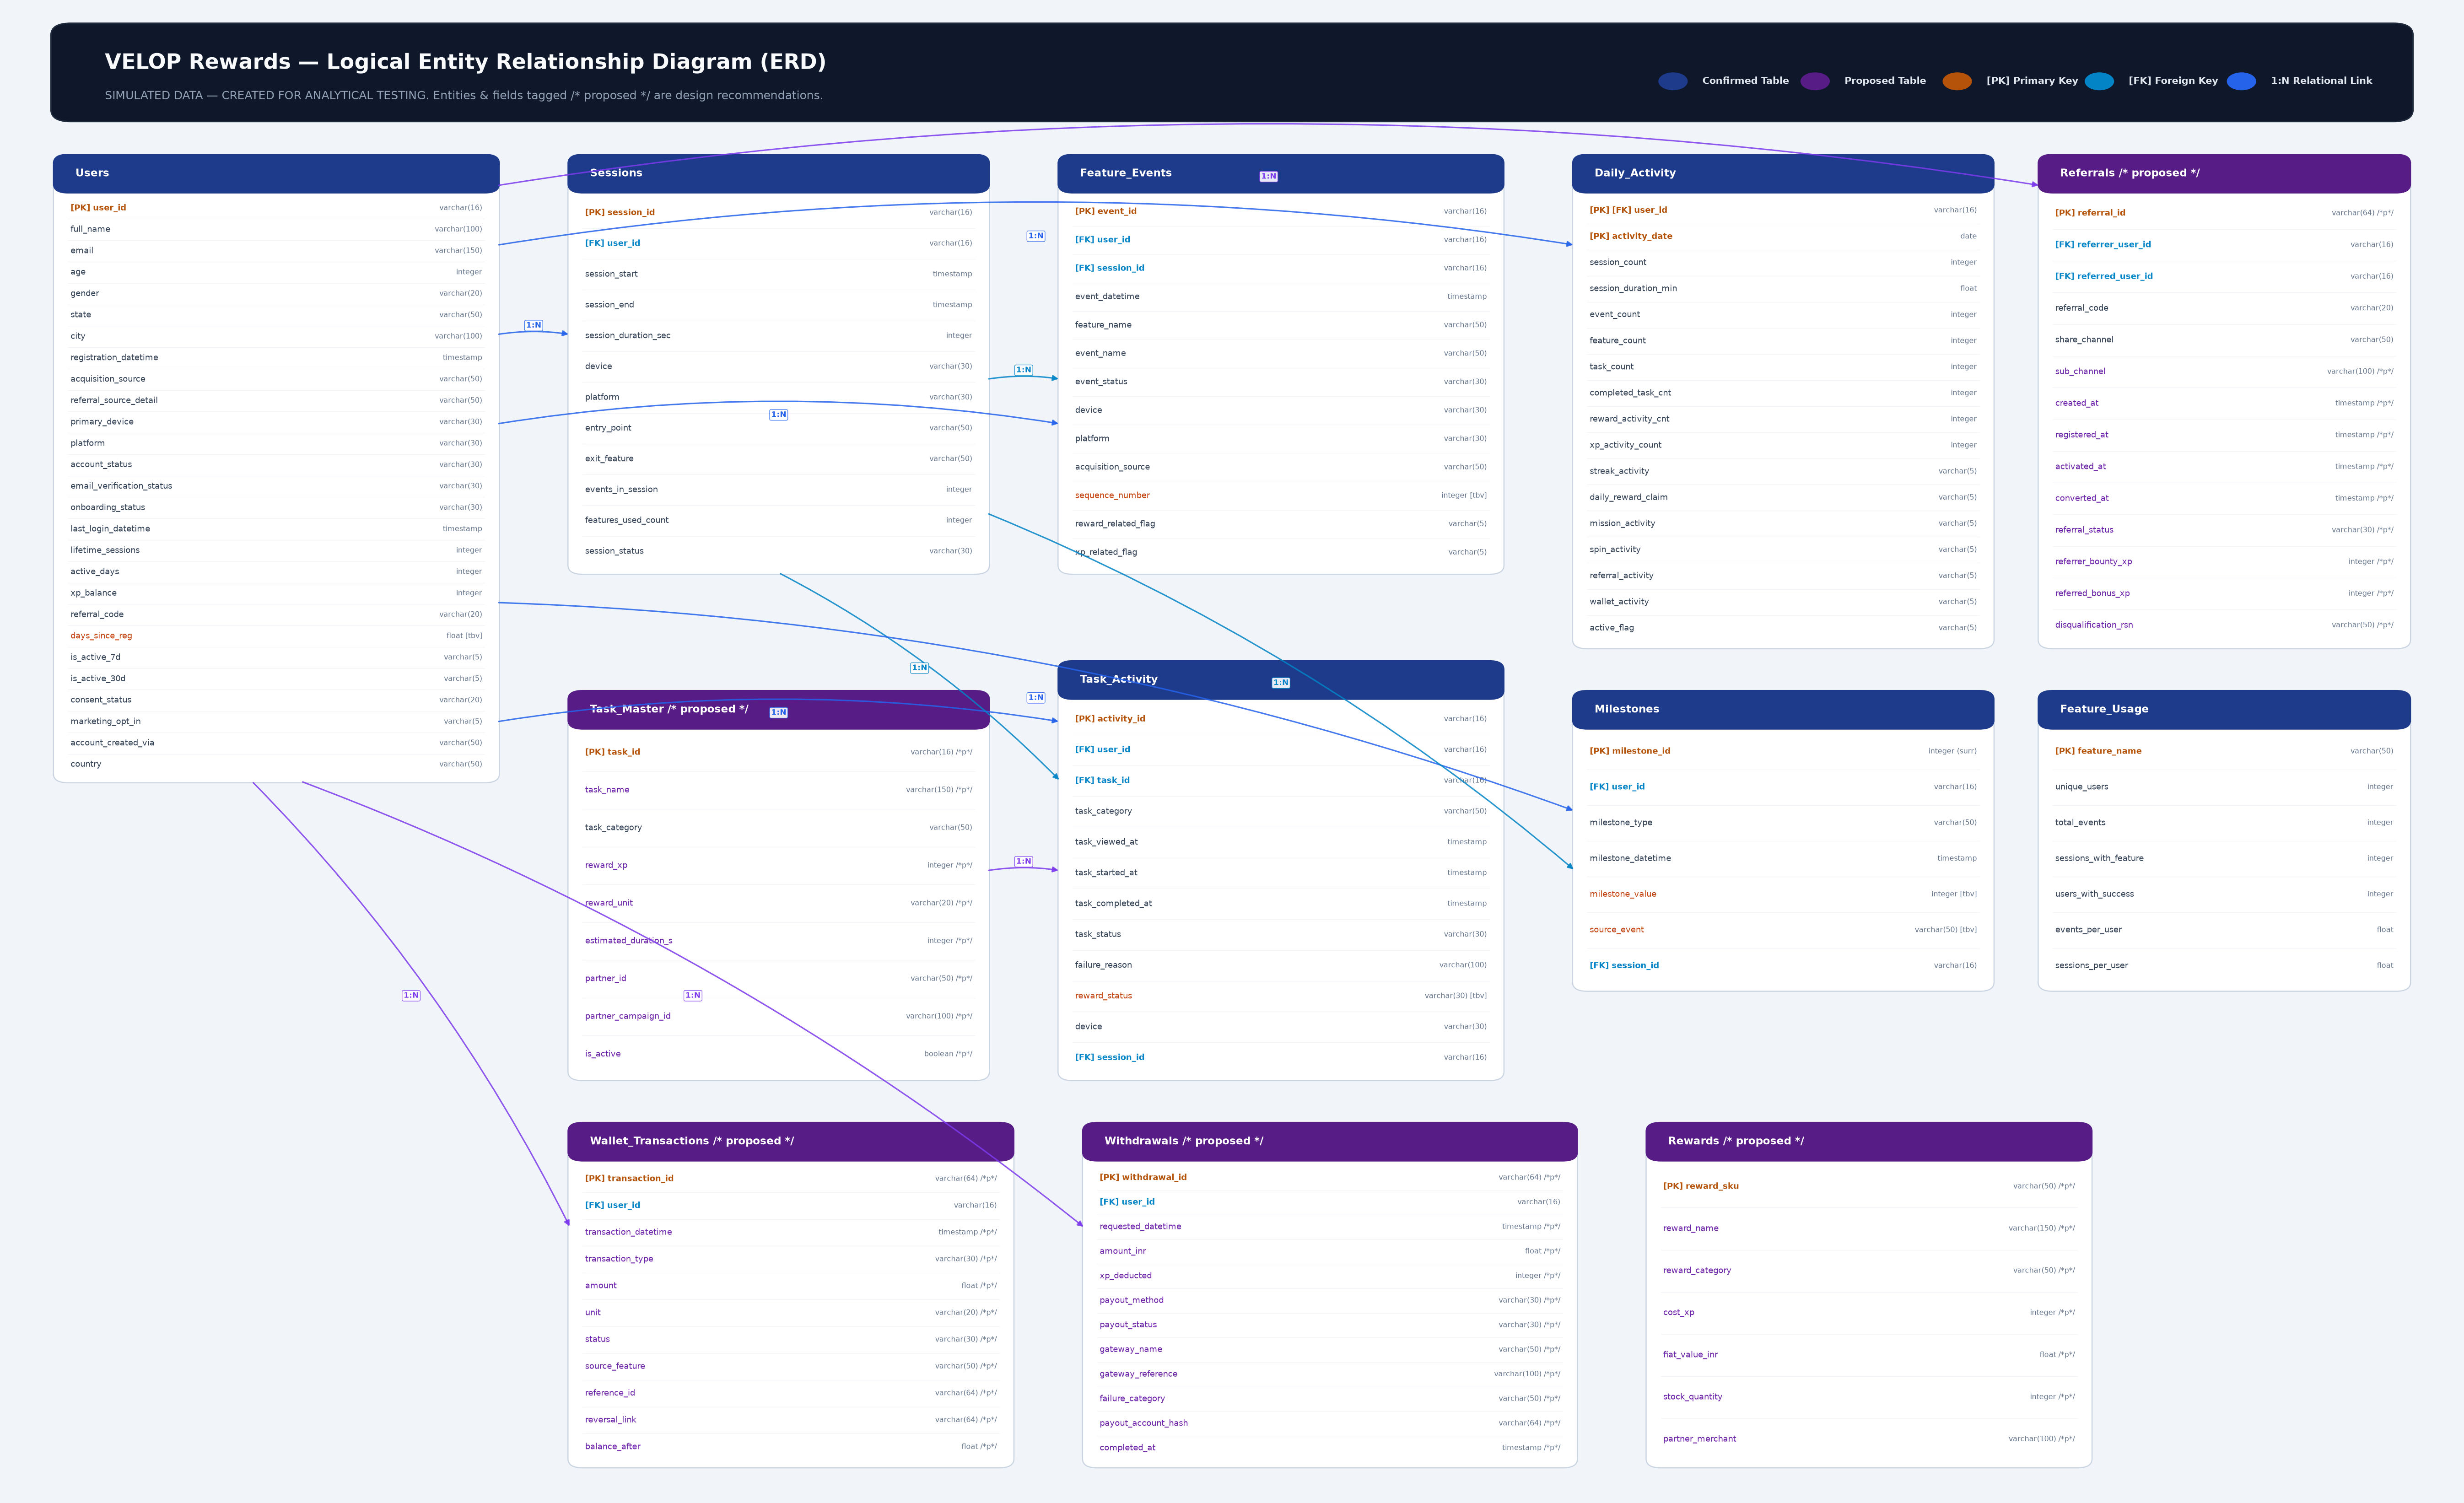 VELOP Rewards — Logical Entity Relationship Diagram (ERD)
SIMULATED DATA — CREATED FOR ANALYTICAL TESTING. Entities & fields tagged /* proposed */ are design recommendations.
Confirmed Table
Proposed Table
[PK] Primary Key
[FK] Foreign Key
1:N Relational Link
Users
[PK] user_id varchar(16)
full_name varchar(100)
email varchar(150)
age integer
gender varchar(20)
state varchar(50)
city varchar(100)
registration_datetime timestamp
acquisition_source varchar(50)
referral_source_detail varchar(50)
primary_device varchar(30)
platform varchar(30)
account_status varchar(30)
email_verification_status varchar(30)
onboarding_status varchar(30)
last_login_datetime timestamp
lifetime_sessions integer
active_days integer
xp_balance integer
referral_code varchar(20)
days_since_reg float [tbv]
is_active_7d varchar(5)
is_active_30d varchar(5)
consent_status varchar(20)
marketing_opt_in varchar(5)
account_created_via varchar(50)
country varchar(50)
1:N
Sessions
[PK] session_id varchar(16)
[FK] user_id varchar(16)
session_start timestamp
session_end timestamp
session_duration_sec integer
device varchar(30)
platform varchar(30)
1:N
entry_point varchar(50)
exit_feature varchar(50)
events_in_session integer
features_used_count integer
session_status varchar(30)
1:N
1:N
Feature_Events
1:N
[PK] event_id varchar(16)
[FK] user_id varchar(16)
[FK] session_id varchar(16)
event_datetime timestamp
feature_name varchar(50)
event_name varchar(50)
event_status varchar(30)
device varchar(30)
platform varchar(30)
acquisition_source varchar(50)
sequence_number integer [tbv]
reward_related_flag varchar(5)
xp_related_flag varchar(5)
Daily_Activity
[PK] [FK] user_id varchar(16)
[PK] activity_date date
session_count integer
session_duration_min float
event_count integer
feature_count integer
task_count integer
completed_task_cnt integer
reward_activity_cnt integer
xp_activity_count integer
streak_activity varchar(5)
daily_reward_claim varchar(5)
mission_activity varchar(5)
spin_activity varchar(5)
referral_activity varchar(5)
wallet_activity varchar(5)
active_flag varchar(5)
Referrals /* proposed */
[PK] referral_id varchar(64) /*p*/
[FK] referrer_user_id varchar(16)
[FK] referred_user_id varchar(16)
referral_code varchar(20)
share_channel varchar(50)
sub_channel varchar(100) /*p*/
created_at timestamp /*p*/
registered_at timestamp /*p*/
activated_at timestamp /*p*/
converted_at timestamp /*p*/
referral_status varchar(30) /*p*/
referrer_bounty_xp integer /*p*/
referred_bonus_xp integer /*p*/
disqualification_rsn varchar(50) /*p*/
1:N
1:N
1:N
Task_Master /* proposed */
1:N
[PK] task_id varchar(16) /*p*/
task_name varchar(150) /*p*/
task_category varchar(50)
reward_xp integer /*p*/
reward_unit varchar(20) /*p*/
estimated_duration_s integer /*p*/
partner_id varchar(50) /*p*/
1:N
partner_campaign_id varchar(100) /*p*/
is_active boolean /*p*/
1:N
Task_Activity
[PK] activity_id varchar(16)
[FK] user_id varchar(16)
[FK] task_id varchar(16)
task_category varchar(50)
task_viewed_at timestamp
task_started_at timestamp
task_completed_at timestamp
task_status varchar(30)
failure_reason varchar(100)
reward_status varchar(30) [tbv]
device varchar(30)
[FK] session_id varchar(16)
Milestones
[PK] milestone_id integer (surr)
[FK] user_id varchar(16)
milestone_type varchar(50)
milestone_datetime timestamp
milestone_value integer [tbv]
source_event varchar(50) [tbv]
[FK] session_id varchar(16)
Feature_Usage
[PK] feature_name varchar(50)
unique_users integer
total_events integer
sessions_with_feature integer
users_with_success integer
events_per_user float
sessions_per_user float
1:N
Wallet_Transactions /* proposed */
[PK] transaction_id varchar(64) /*p*/
[FK] user_id varchar(16)
transaction_datetime timestamp /*p*/
transaction_type varchar(30) /*p*/
amount float /*p*/
unit varchar(20) /*p*/
status varchar(30) /*p*/
source_feature varchar(50) /*p*/
reference_id varchar(64) /*p*/
reversal_link varchar(64) /*p*/
balance_after float /*p*/
Withdrawals /* proposed */
[PK] withdrawal_id varchar(64) /*p*/
[FK] user_id varchar(16)
requested_datetime timestamp /*p*/
amount_inr float /*p*/
xp_deducted integer /*p*/
payout_method varchar(30) /*p*/
payout_status varchar(30) /*p*/
gateway_name varchar(50) /*p*/
gateway_reference varchar(100) /*p*/
failure_category varchar(50) /*p*/
payout_account_hash varchar(64) /*p*/
completed_at timestamp /*p*/
Rewards /* proposed */
[PK] reward_sku varchar(50) /*p*/
reward_name varchar(150) /*p*/
reward_category varchar(50) /*p*/
cost_xp integer /*p*/
fiat_value_inr float /*p*/
stock_quantity integer /*p*/
partner_merchant varchar(100) /*p*/